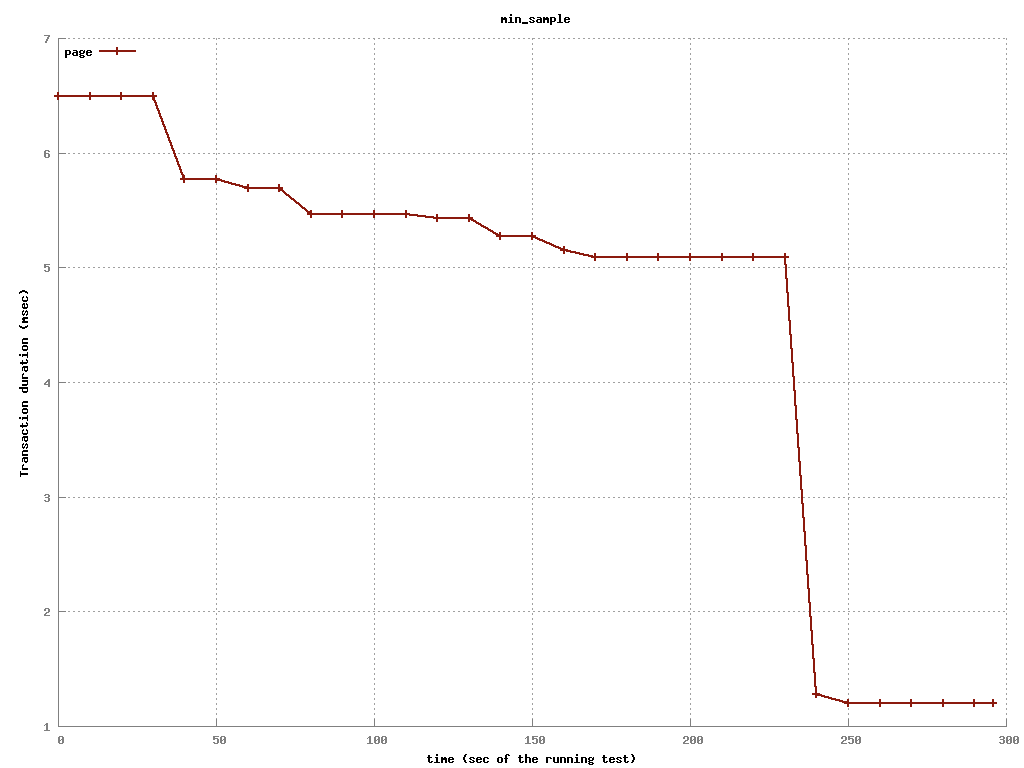 min_sample
page
7
6
5
4
3
2
1
Transaction duration (msec)
0 50 100 150 200 250 300
time (sec of the running test)